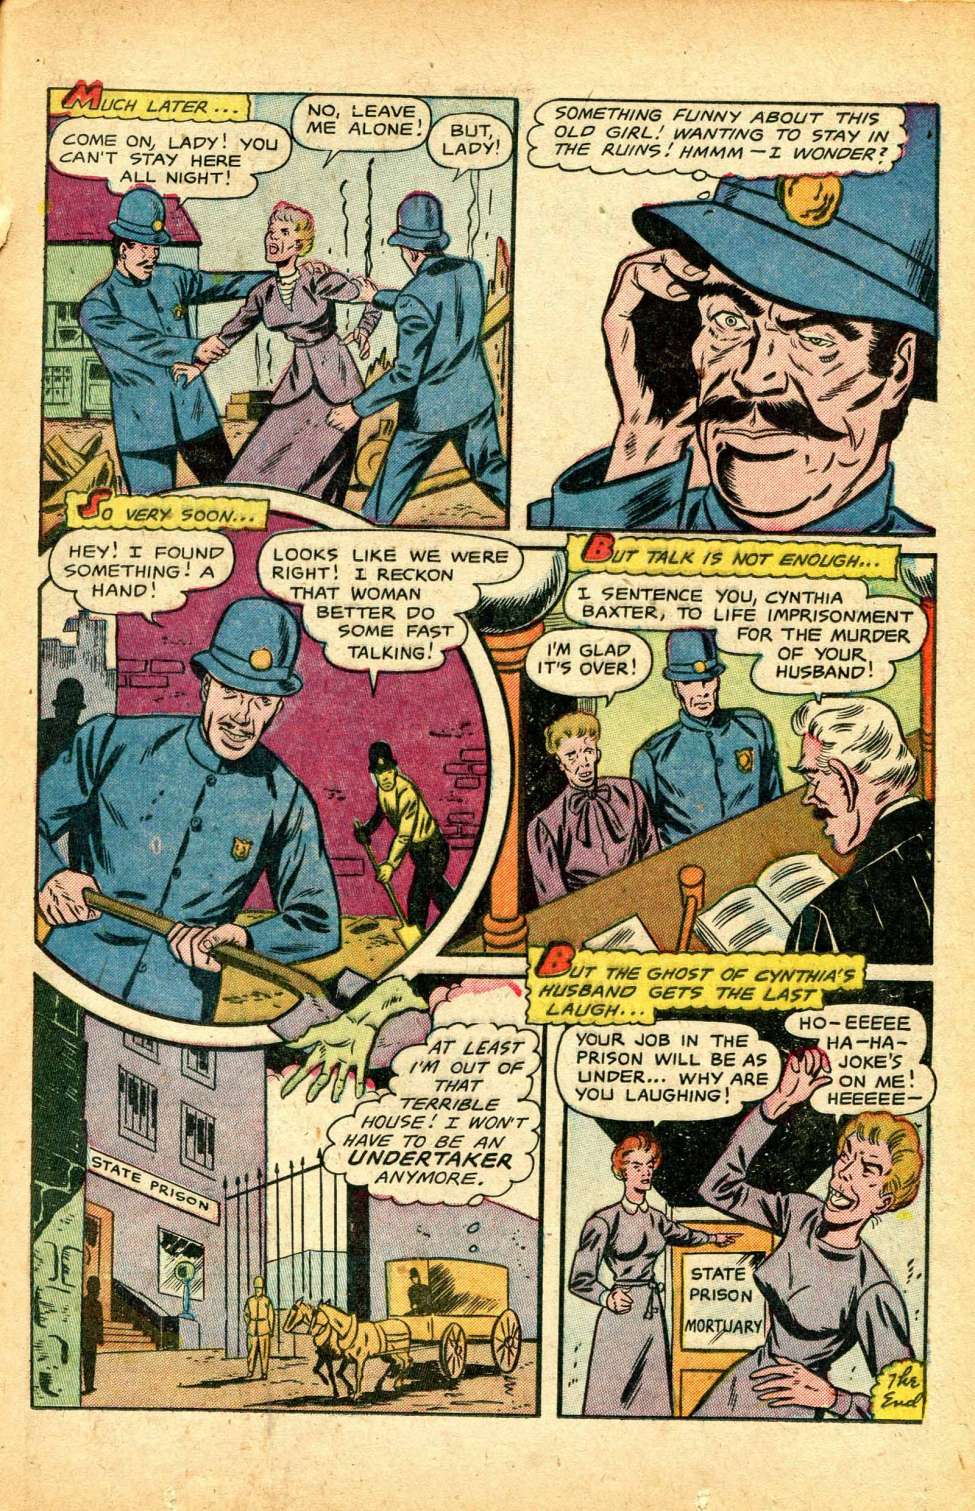 MUCH LATER...
COME ON, LADY! YOU
CAN'T STAY HERE
ALL NIGHT!
NO, LEAVE
ME ALONE!
BUT,
LADY!
SOMETHING FUNNY ABOUT THIS
OLD GIRL! WANTING TO STAY IN
THE RUINS! HMMM—I WONDER?
SO VERY SOON...
HEY! I FOUND
SOMETHING! A
HAND!
LOOKS LIKE WE WERE
RIGHT! I RECKON
THAT WOMAN
BETTER DO
SOME FAST
TALKING!
BUT TALK IS NOT ENOUGH...
I'M GLAD
IT'S OVER!
I SENTENCE YOU, CYNTHIA
BAXTER, TO LIFE IMPRISONMENT
FOR THE MURDER
OF YOUR
HUSBAND!
AT LEAST
I'M OUT OF
THAT
TERRIBLE
HOUSE! I WON'T
HAVE TO BE AN
UNDERTAKER
ANYMORE.
STATE PRISON
BUT THE GHOST OF CYNTHIA'S
HUSBAND GETS THE LAST
LAUGH...
YOUR JOB IN THE
PRISON WILL BE AS
UNDER... WHY ARE
YOU LAUGHING!
HO-EEEEE
HA-HA-
JOKE'S
ON ME!
HEEEEE-
STATE
PRISON
MORTUARY
The
End